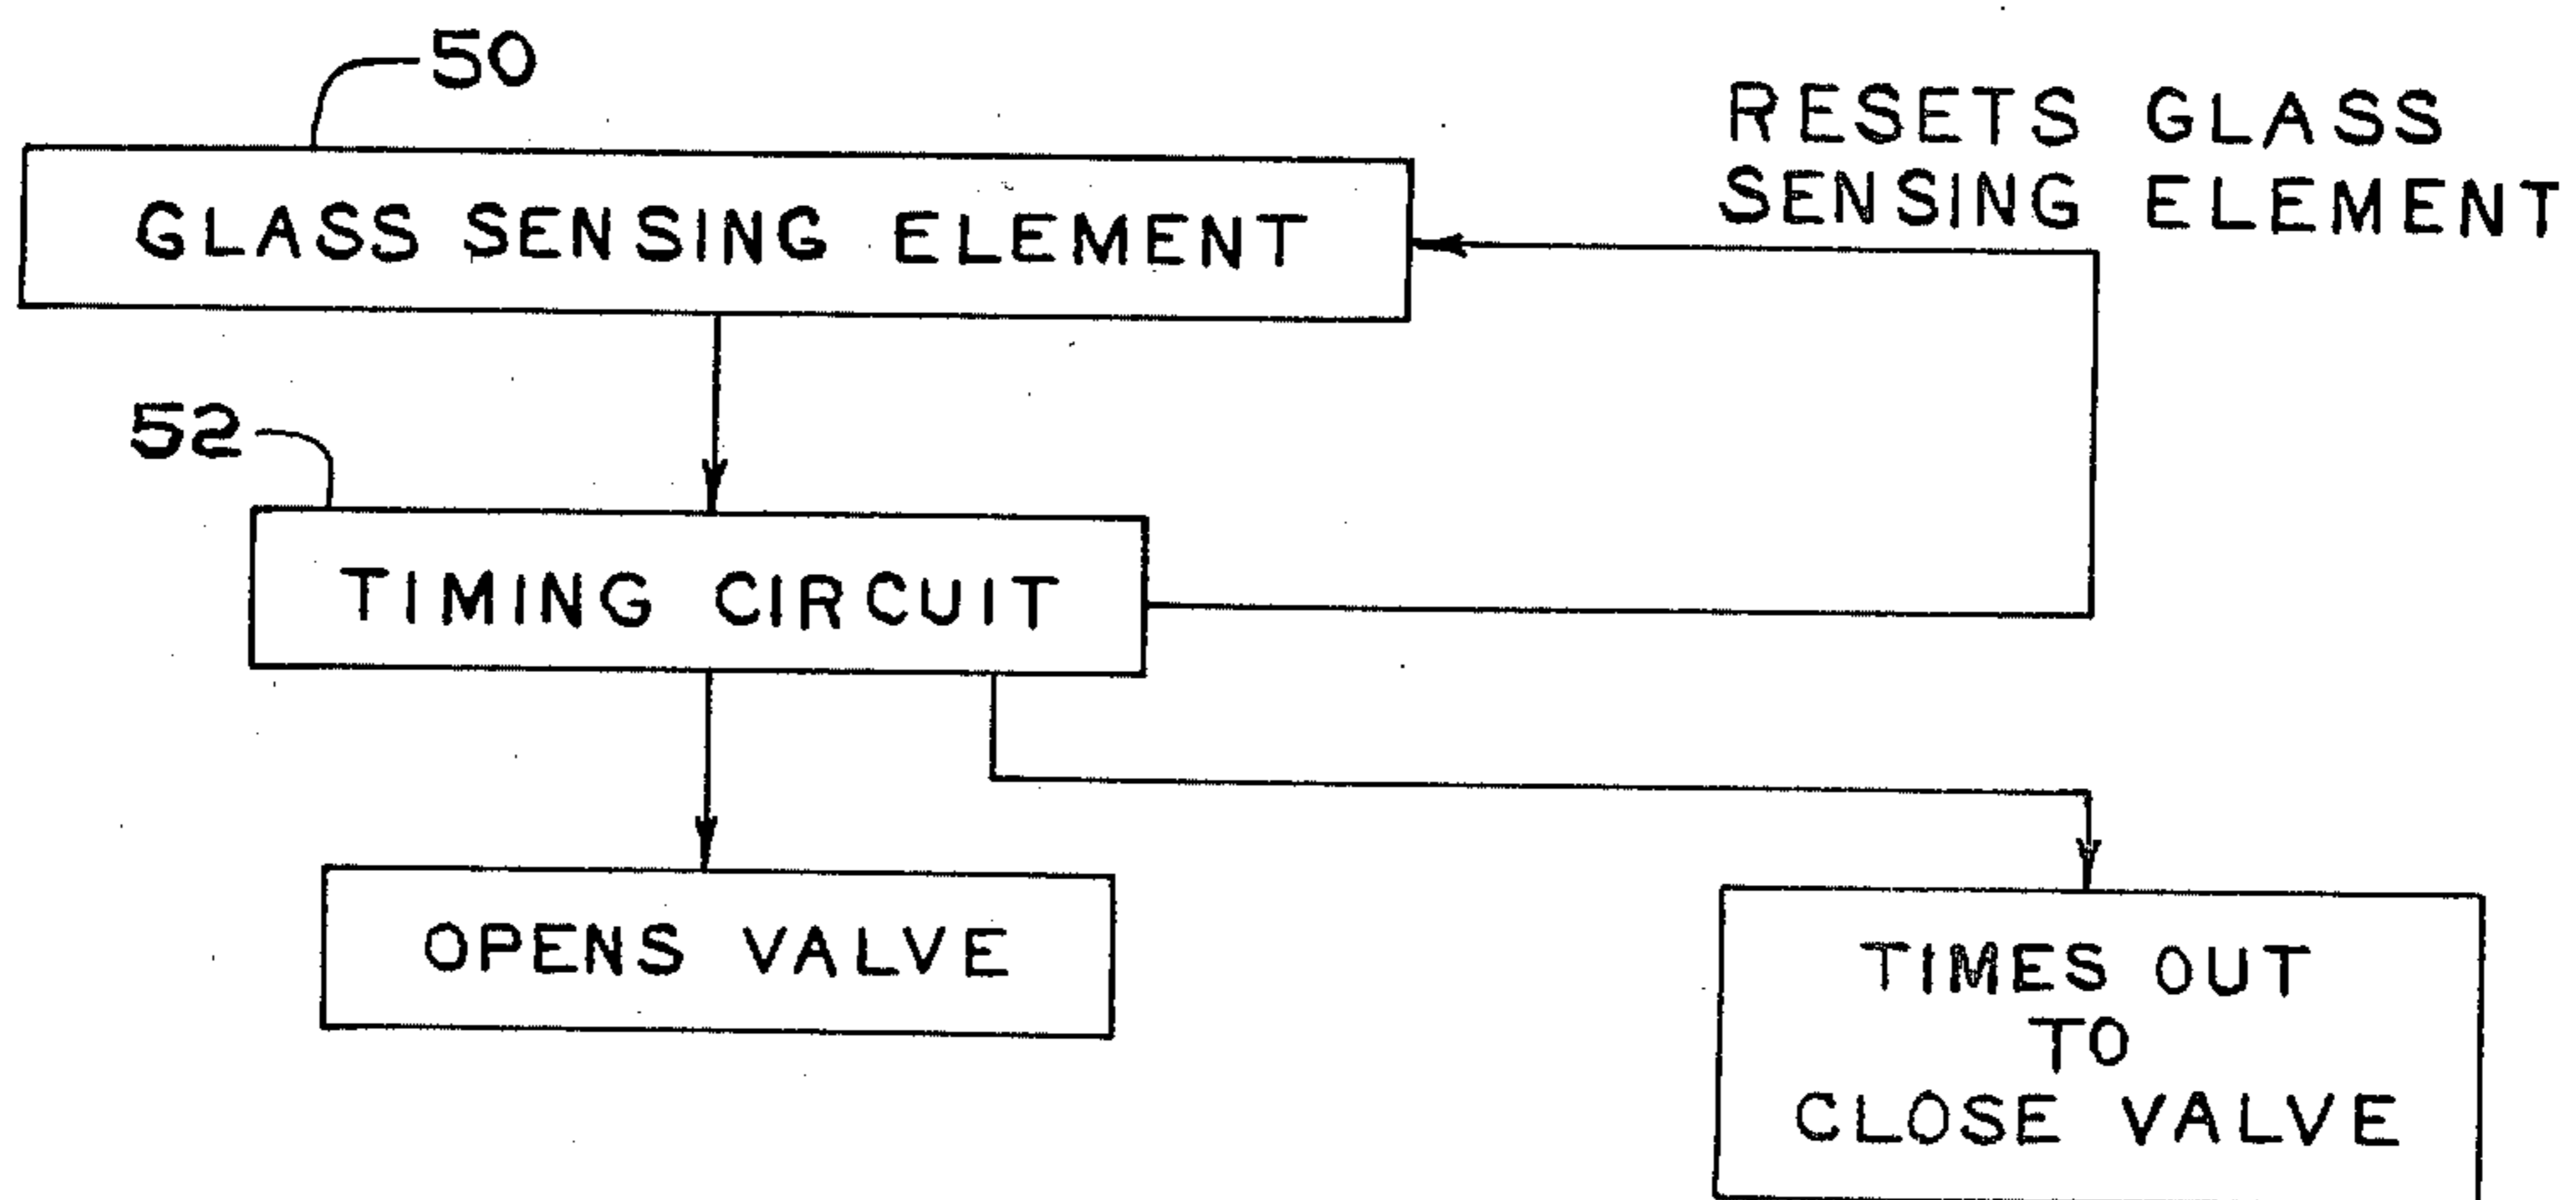 50
RESETS GLASS
SENSING ELEMENT
GLASS SENSING ELEMENT
52
TIMING CIRCUIT
OPENS VALVE
TIMES OUT
TO
CLOSE VALVE